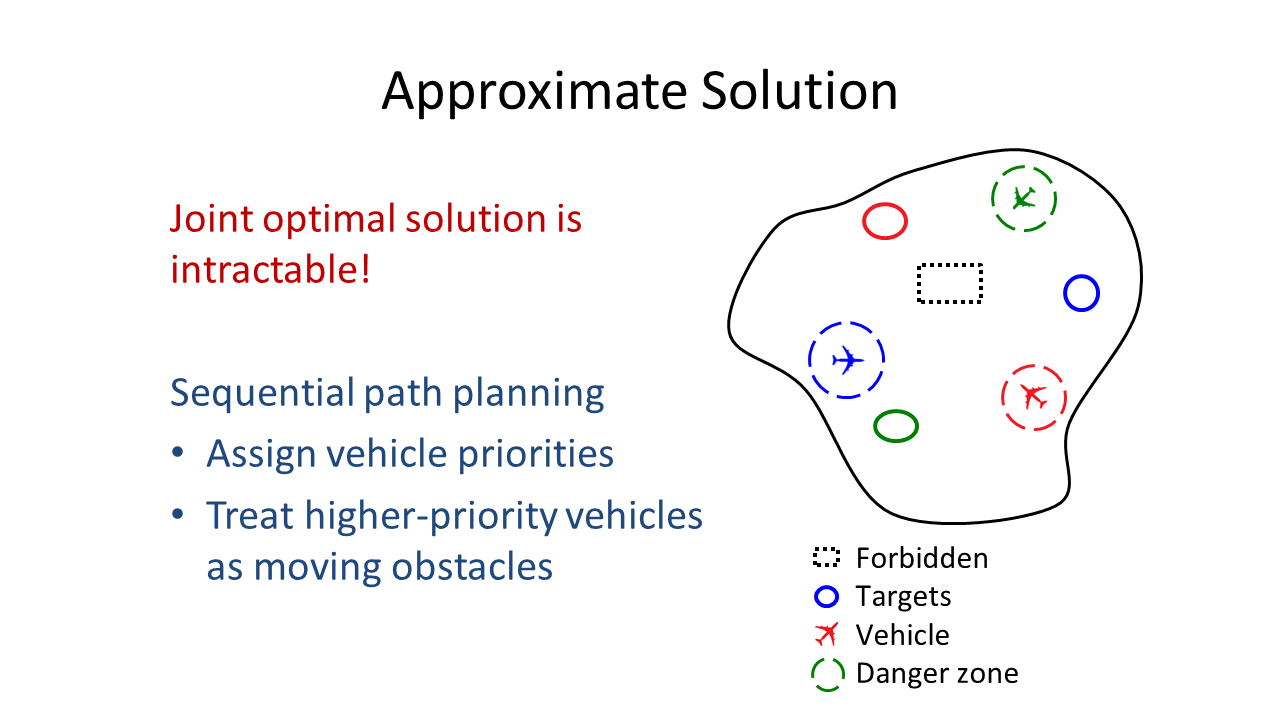 Approximate Solution
Joint optimal solution is
intractable!
Sequential path planning
• Assign vehicle priorities
• Treat higher-priority vehicles
as moving obstacles
Forbidden
Targets
Vehicle
Danger zone